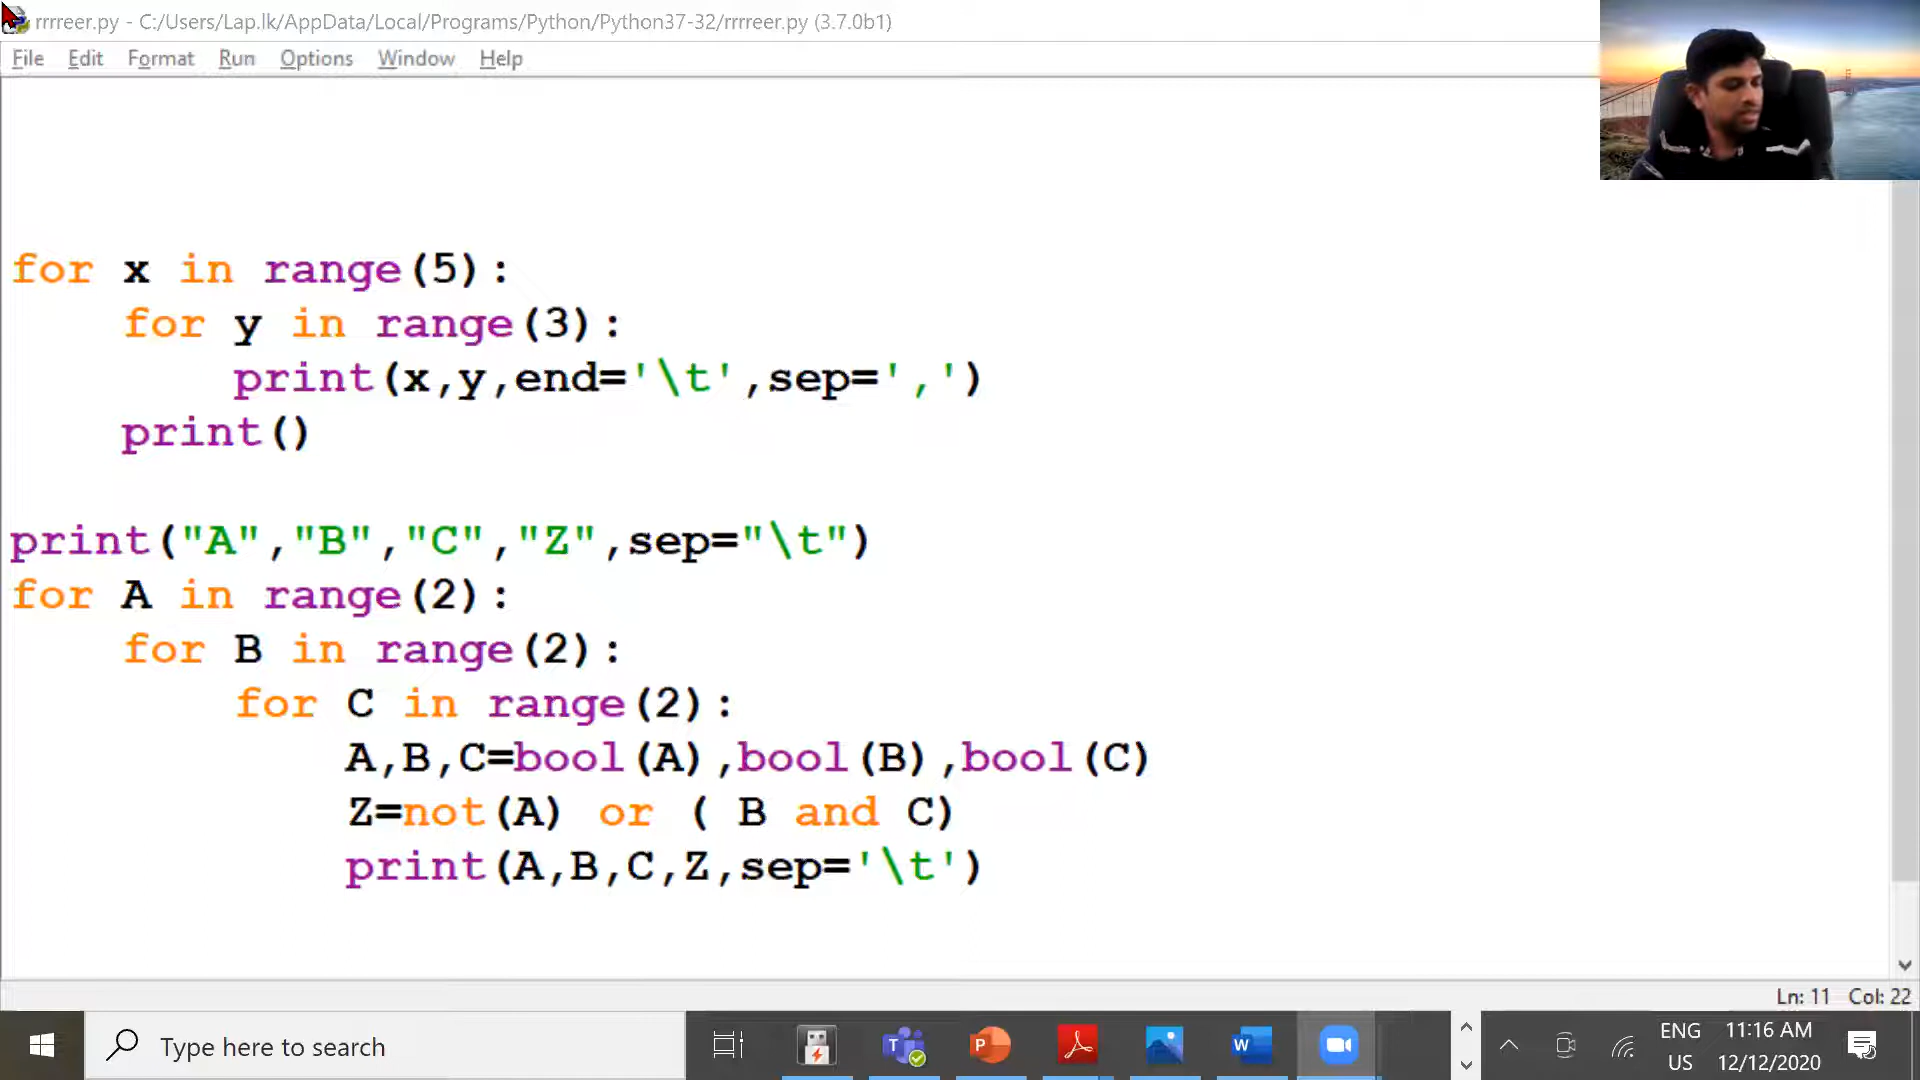 rrrreer.py - C:/Users/Lap.lk/AppData/Local/Programs/Python/Python37-32/rrrreer.py (3.7.0b1)
File Edit Format Run Options Window Help
for x in range(5):
    for y in range(3):
        print(x,y,end='\t',sep=',')
    print()
print("A","B","C","Z",sep="\t")
for A in range(2):
    for B in range(2):
        for C in range(2):
            A,B,C=bool(A),bool(B),bool(C)
            Z=not(A) or ( B and C)
            print(A,B,C,Z,sep='\t')
Ln: 11 Col: 22
Type here to search
P
W
ENG
US
11:16 AM
12/12/2020